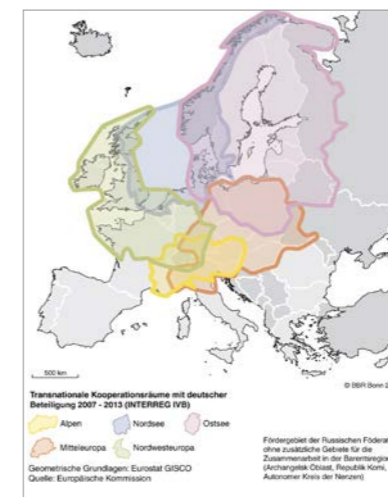 500 km
© BBR Bonn
Transnationale Kooperationsräume mit deutscher
Beteiligung 2007 - 2013 (INTERREG IVB)
Alpen
Nordsee
Ostsee
Mitteleuropa
Nordwesteuropa
Geometrische Grundlagen: Eurostat GISCO
Quelle: Europäische Kommission
Fördergebiet der Russischen Föderat
ohne zusätzliche Gebiete für die
Zusammenarbeit in der Barentsregion
(Archangelsk Oblast, Republik Komi,
Autonomer Kreis der Nenzen)